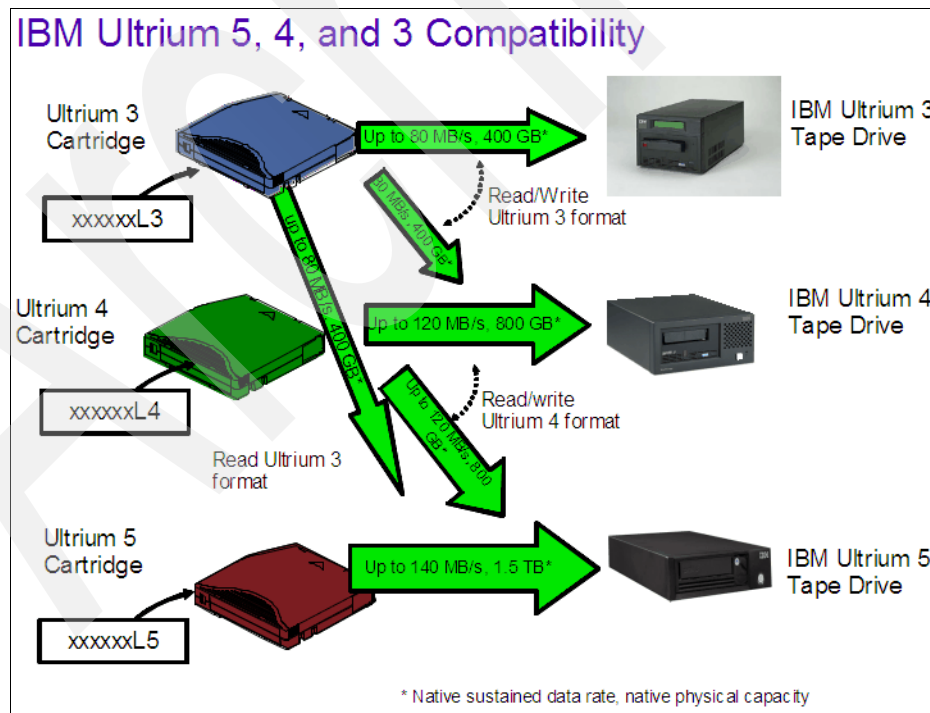 IBM Ultrium 5, 4, and 3 Compatibility
Ultrium 3
Cartridge
xxxxxxL3
Up to 80 MB/s, 400 GB*
IBM Ultrium 3
Tape Drive
80 MB/s, 400 GB*
Read/Write
Ultrium 3 format
up to 80 MB/s, 400 GB*
Ultrium 4
Cartridge
xxxxxxL4
Up to 120 MB/s, 800 GB*
IBM Ultrium 4
Tape Drive
Up to 120 MB/s, 800
GB*
Read/write
Ultrium 4 format
Read Ultrium 3
format
Ultrium 5
Cartridge
xxxxxxL5
Up to 140 MB/s, 1.5 TB*
IBM Ultrium 5
Tape Drive
* Native sustained data rate, native physical capacity